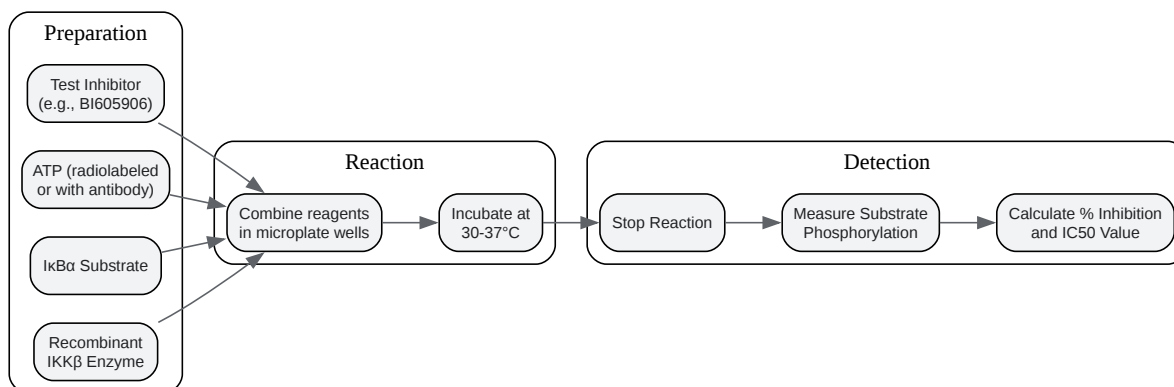 Preparation
Test Inhibitor
(e.g., BI605906)
ATP (radiolabeled
or with antibody)
IκBα Substrate
Recombinant
IKKβ Enzyme
Reaction
Combine reagents
in microplate wells
Incubate at
30-37°C
Detection
Stop Reaction
Measure Substrate
Phosphorylation
Calculate % Inhibition
and IC50 Value